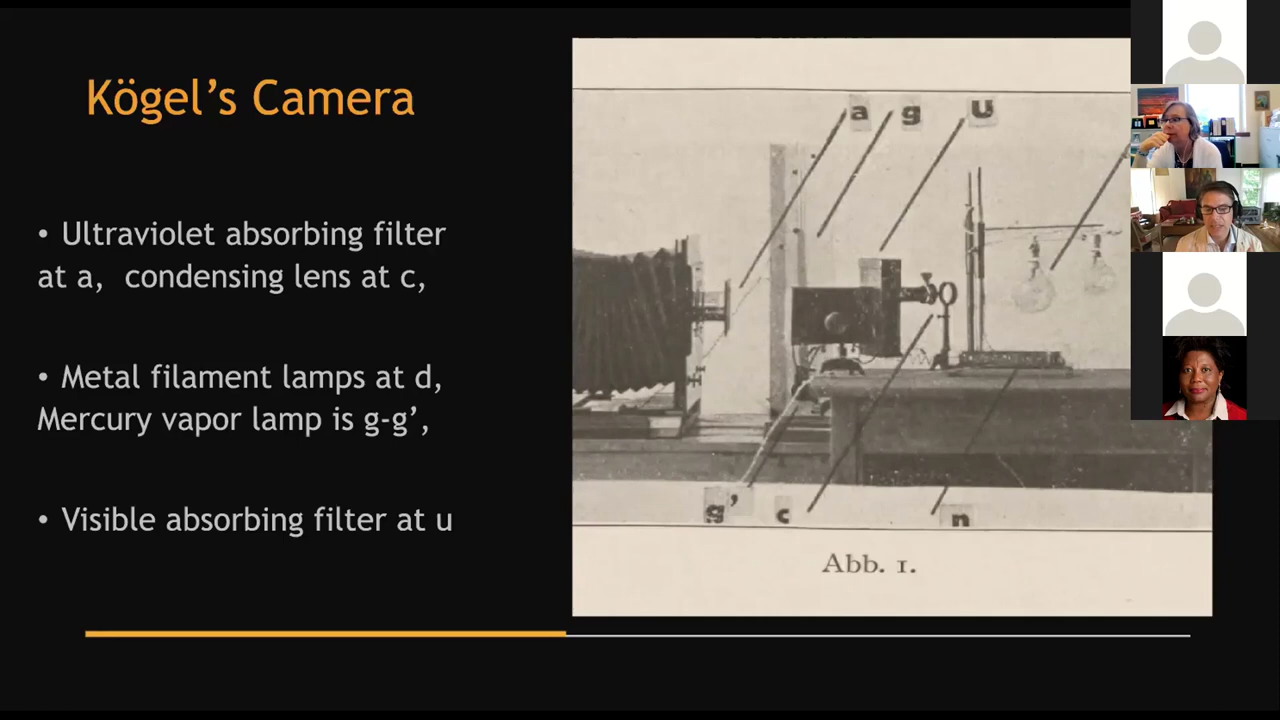 Kögel's Camera
• Ultraviolet absorbing filter
at a, condensing lens at c,
• Metal filament lamps at d,
Mercury vapor lamp is g-g',
• Visible absorbing filter at u
a g U
g' c n
Abb. 1.